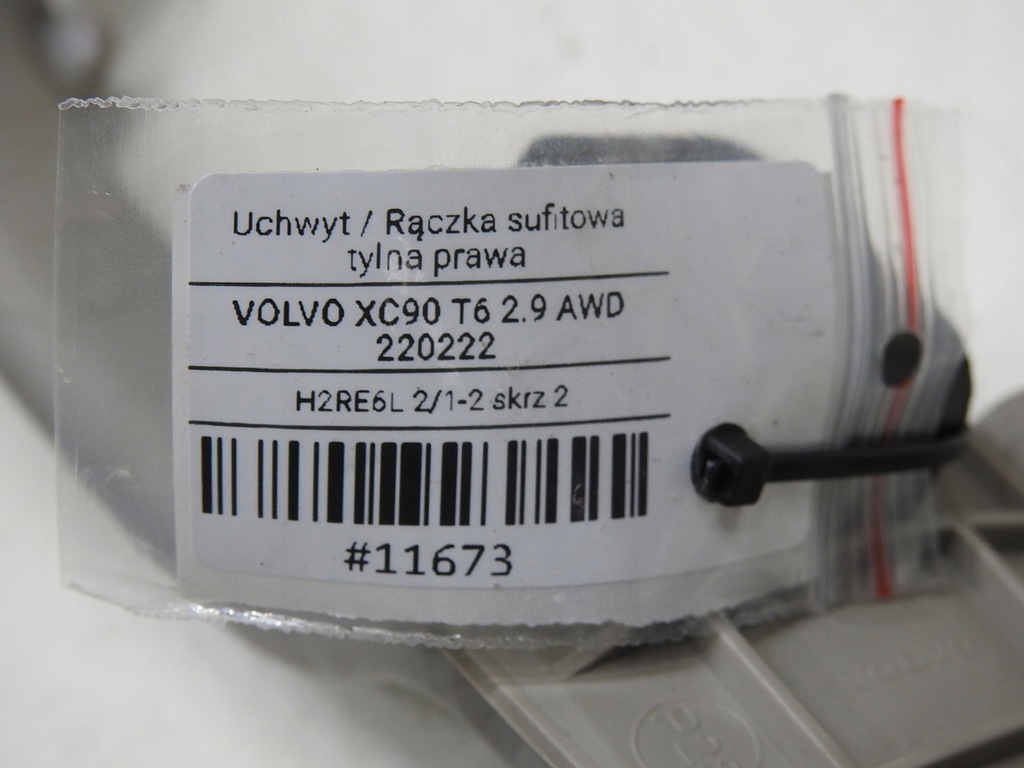 Uchwyt / Rączka sufitowa
tylna prawa
VOLVO XC90 T6 2.9 AWD
220222
H2RE6L 2/1-2 skrz 2
#11673